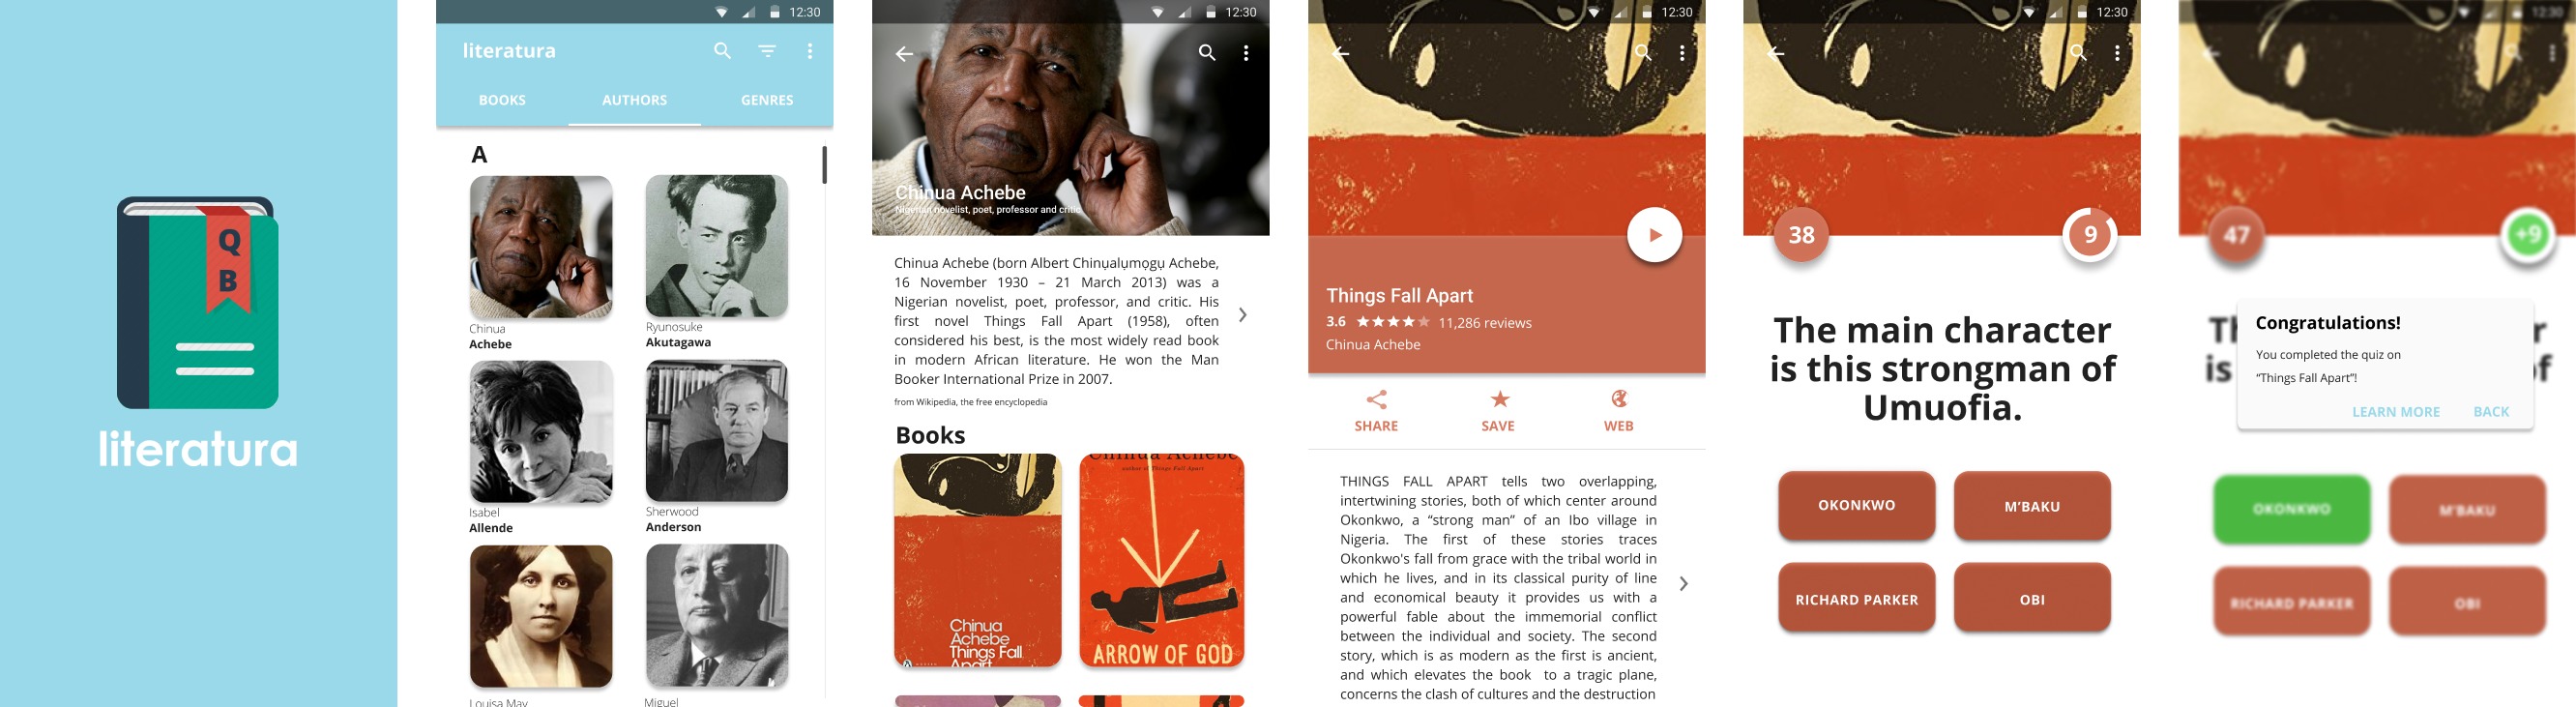 Q
B
literatura
12:30
literatura
BOOKS
AUTHORS
GENRES
A
Chinua
Achebe
Ryunosuke
Akutagawa
Isabel
Allende
Sherwood
Anderson
Louisa May
Miguel
12:30
Chinua Achebe
Nigerian novelist, poet, professor and critic
Chinua Achebe (born Albert Chinụalụmọgụ Achebe,
16 November 1930 – 21 March 2013) was a
Nigerian novelist, poet, professor, and critic. His
first novel Things Fall Apart (1958), often
considered his best, is the most widely read book
in modern African literature. He won the Man
Booker International Prize in 2007.
from Wikipedia, the free encyclopedia
Books
Chinua
Achebe
Things Fall
Apart
Chinua Achebe
author of Things Fall Apart
ARROW OF GOD
12:30
Things Fall Apart
3.6 ★★★★★ 11,286 reviews
Chinua Achebe
SHARE
SAVE
WEB
THINGS FALL APART tells two overlapping,
intertwining stories, both of which center around
Okonkwo, a “strong man” of an Ibo village in
Nigeria. The first of these stories traces
Okonkwo's fall from grace with the tribal world in
which he lives, and in its classical purity of line
and economical beauty it provides us with a
powerful fable about the immemorial conflict
between the individual and society. The second
story, which is as modern as the first is ancient,
and which elevates the book to a tragic plane,
concerns the clash of cultures and the destruction
12:30
38
9
The main character
is this strongman of
Umuofia.
OKONKWO
M’BAKU
RICHARD PARKER
OBI
12:30
47
+9
Th
r
is
of
Congratulations!
You completed the quiz on
“Things Fall Apart”!
LEARN MORE
BACK
OKONKWO
M’BAKU
RICHARD PARKER
OBI